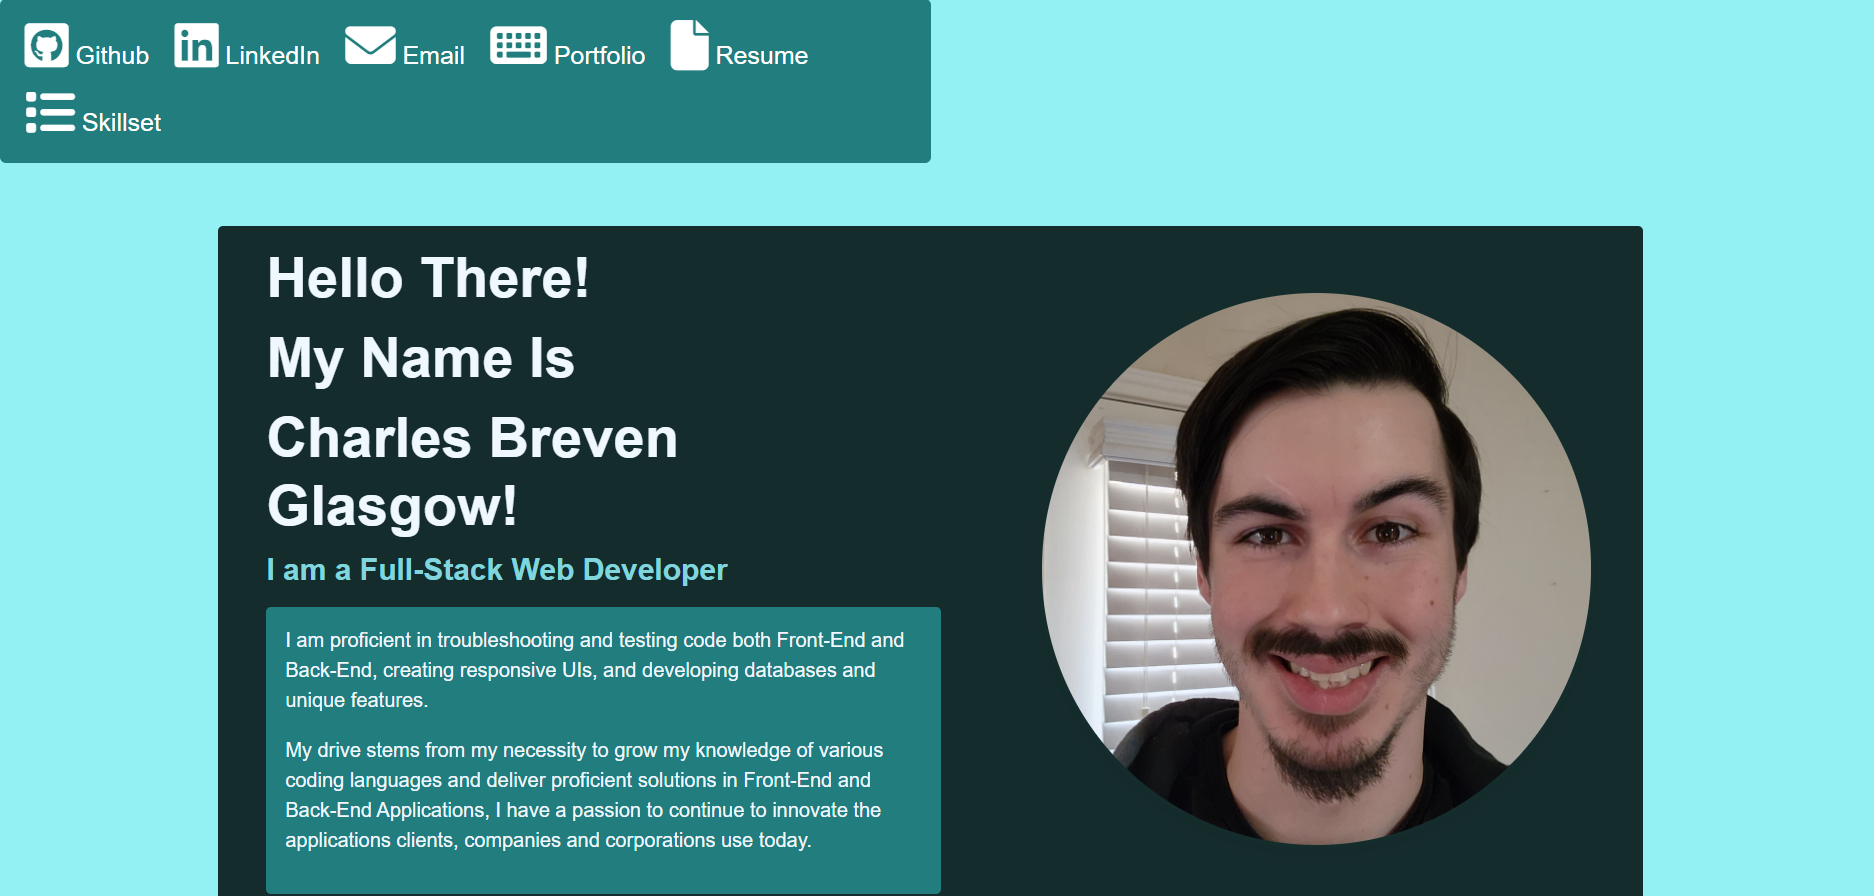 Github LinkedIn Email Portfolio Resume
Skillset
Hello There!
My Name Is
Charles Breven
Glasgow!
I am a Full-Stack Web Developer
I am proficient in troubleshooting and testing code both Front-End and
Back-End, creating responsive UIs, and developing databases and
unique features.
My drive stems from my necessity to grow my knowledge of various
coding languages and deliver proficient solutions in Front-End and
Back-End Applications, I have a passion to continue to innovate the
applications clients, companies and corporations use today.